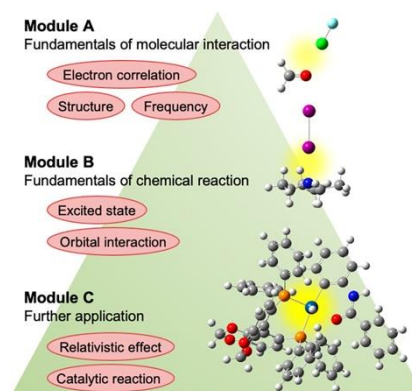 Module A
Fundamentals of molecular interaction
Electron correlation
Structure
Frequency
Module B
Fundamentals of chemical reaction
Excited state
Orbital interaction
Module C
Further application
Relativistic effect
Catalytic reaction